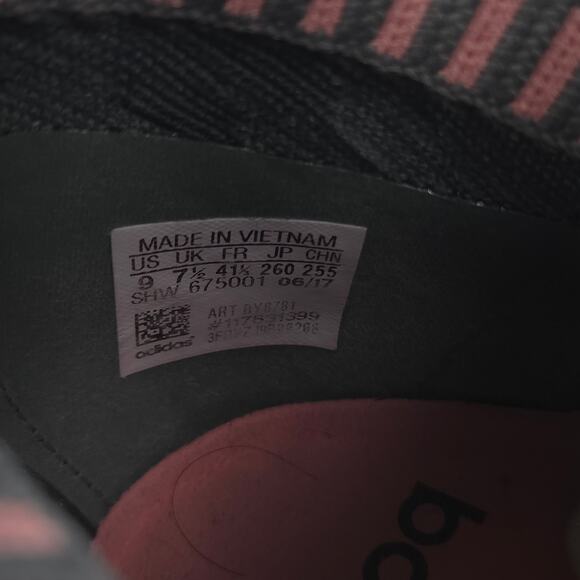 MADE IN VIETNAM
US UK FR JP CHN
9 7½ 41⅓ 260 255
SHW 675001 06/17
ART
adidas